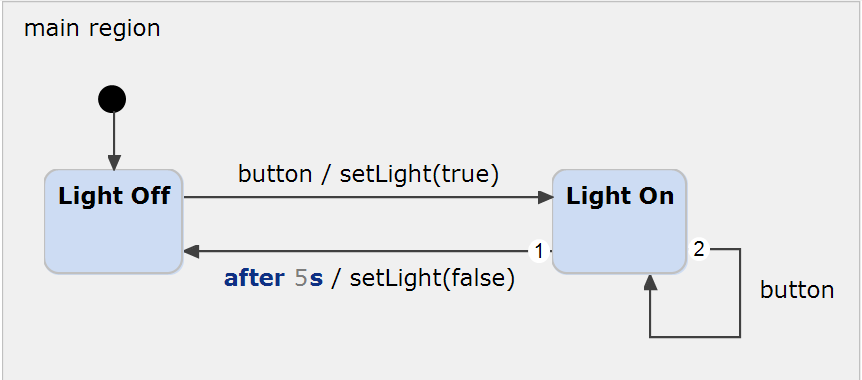 main region
button / setLight(true)
Light Off
Light On
1
2
after 5s / setLight(false)
button